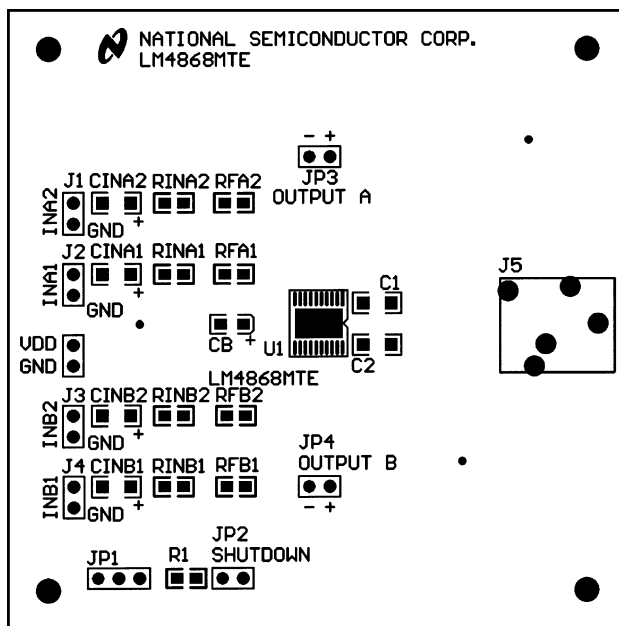 NATIONAL SEMICONDUCTOR CORP.
LM4868MTE
- +
JP3
OUTPUT A
J1 CINA2 RINA2 RFA2
INA2
GND +
J2 CINA1 RINA1 RFA1
INA1
GND +
J5
C1
CB +
U1
C2
VDD
GND
LM4868MTE
J3 CINB2 RINB2 RFB2
INB2
GND +
JP4
OUTPUT B
- +
J4 CINB1 RINB1 RFB1
INB1
GND +
JP1
R1
JP2
SHUTDOWN